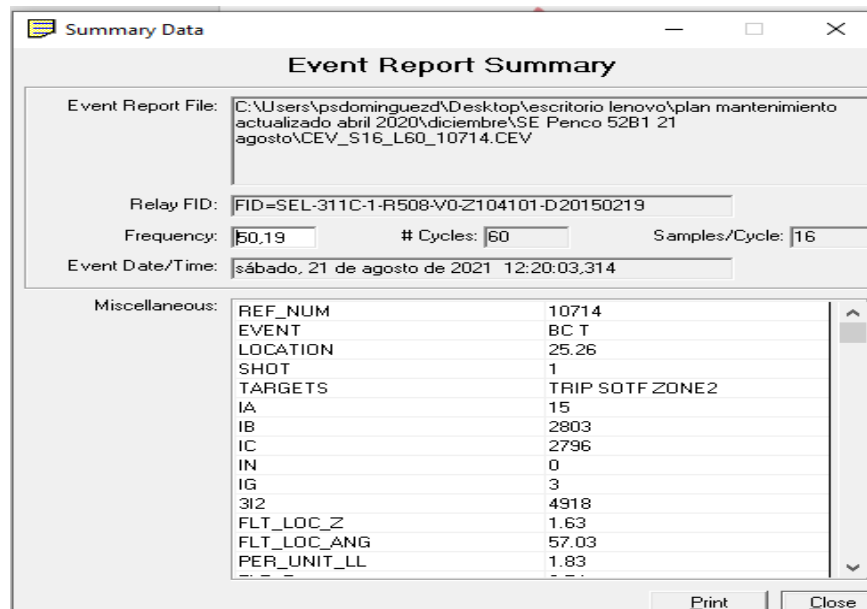 Summary Data
Event Report Summary
Event Report File: C:\Users\psdominguezd\Desktop\escritorio lenovo\plan mantenimiento
actualizado abril 2020\diciembre\SE Penco 52B1 21
agosto\CEV_S16_L60_10714.CEV
Relay FID: FID=SEL-311C-1-R508-V0-Z104101-D20150219
Frequency: 50,19 # Cycles: 60 Samples/Cycle: 16
Event Date/Time: sábado, 21 de agosto de 2021 12:20:03,314
Miscellaneous: REF_NUM 10714
EVENT BC T
LOCATION 25.26
SHOT 1
TARGETS TRIP SOTF ZONE2
IA 15
IB 2803
IC 2796
IN 0
IG 3
3I2 4918
FLT_LOC_Z 1.63
FLT_LOC_ANG 57.03
PER_UNIT_LL 1.83
Print Close